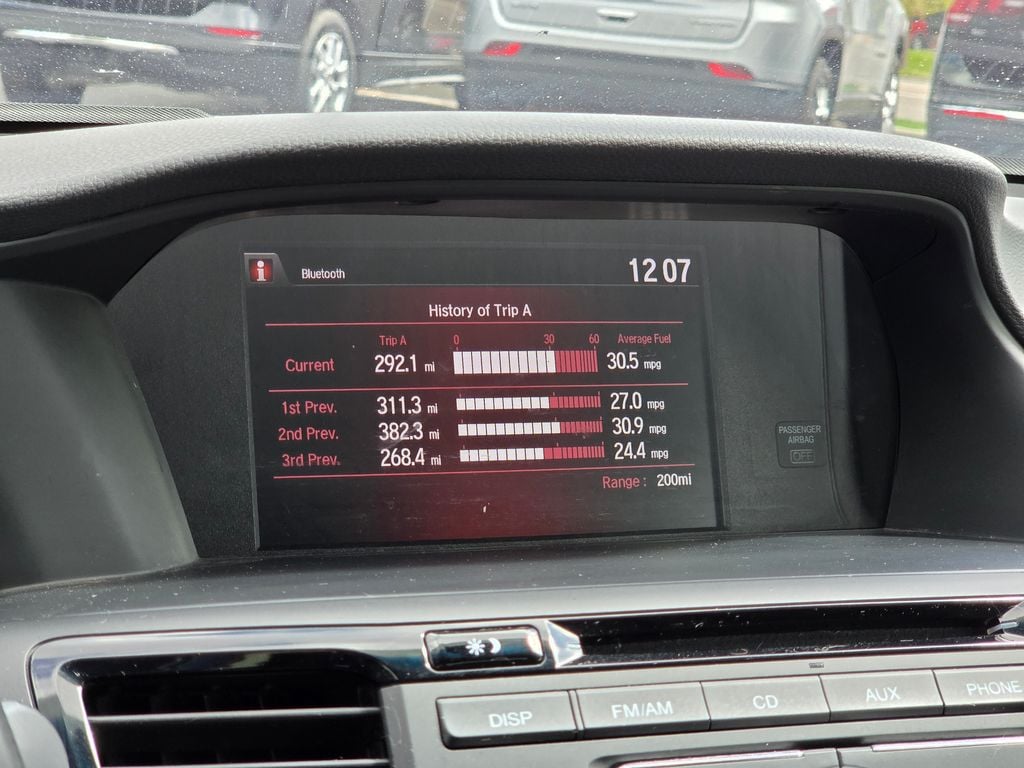 Bluetooth 12 07
History of Trip A
Trip A 0 30 60 Average Fuel
Current 292.1 mi 30.5 mpg
1st Prev. 311.3 mi 27.0 mpg
2nd Prev. 382.3 mi 30.9 mpg
3rd Prev. 268.4 mi 24.4 mpg
Range : 200mi
PASSENGER
AIRBAG
OFF
DISP FM/AM CD AUX PHONE